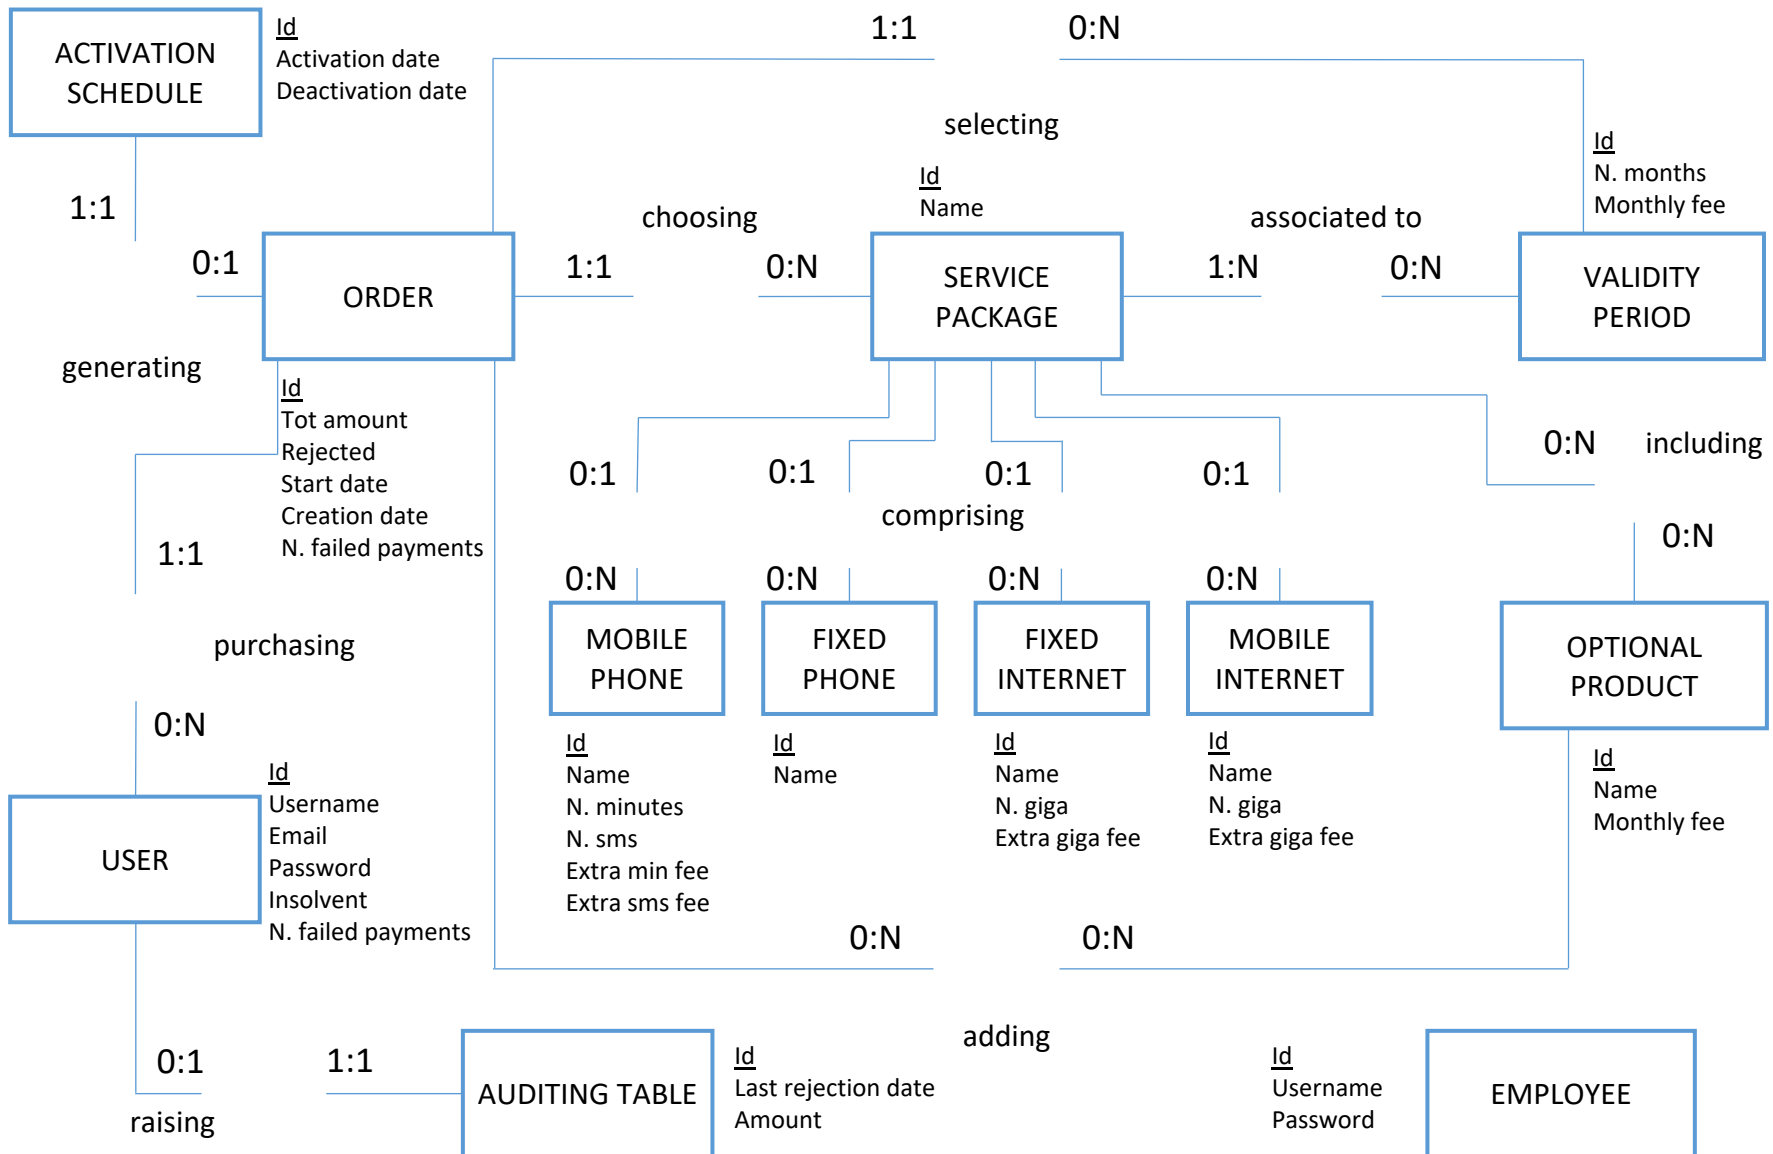 ACTIVATION
SCHEDULE
Id
Activation date
Deactivation date
1:1
0:N
selecting
Id
N. months
Monthly fee
1:1
generating
0:1
ORDER
Id
Tot amount
Rejected
Start date
Creation date
N. failed payments
1:1
choosing
0:N
Id
Name
SERVICE
PACKAGE
1:N
associated to
0:N
VALIDITY
PERIOD
0:N
including
0:N
0:1
0:1
0:1
0:1
comprising
0:N
0:N
0:N
0:N
MOBILE
PHONE
Id
Name
N. minutes
N. sms
Extra min fee
Extra sms fee
FIXED
PHONE
Id
Name
FIXED
INTERNET
Id
Name
N. giga
Extra giga fee
MOBILE
INTERNET
Id
Name
N. giga
Extra giga fee
OPTIONAL
PRODUCT
Id
Name
Monthly fee
1:1
purchasing
0:N
USER
Id
Username
Email
Password
Insolvent
N. failed payments
0:N
0:N
adding
0:1
1:1
raising
AUDITING TABLE
Id
Last rejection date
Amount
Id
Username
Password
EMPLOYEE